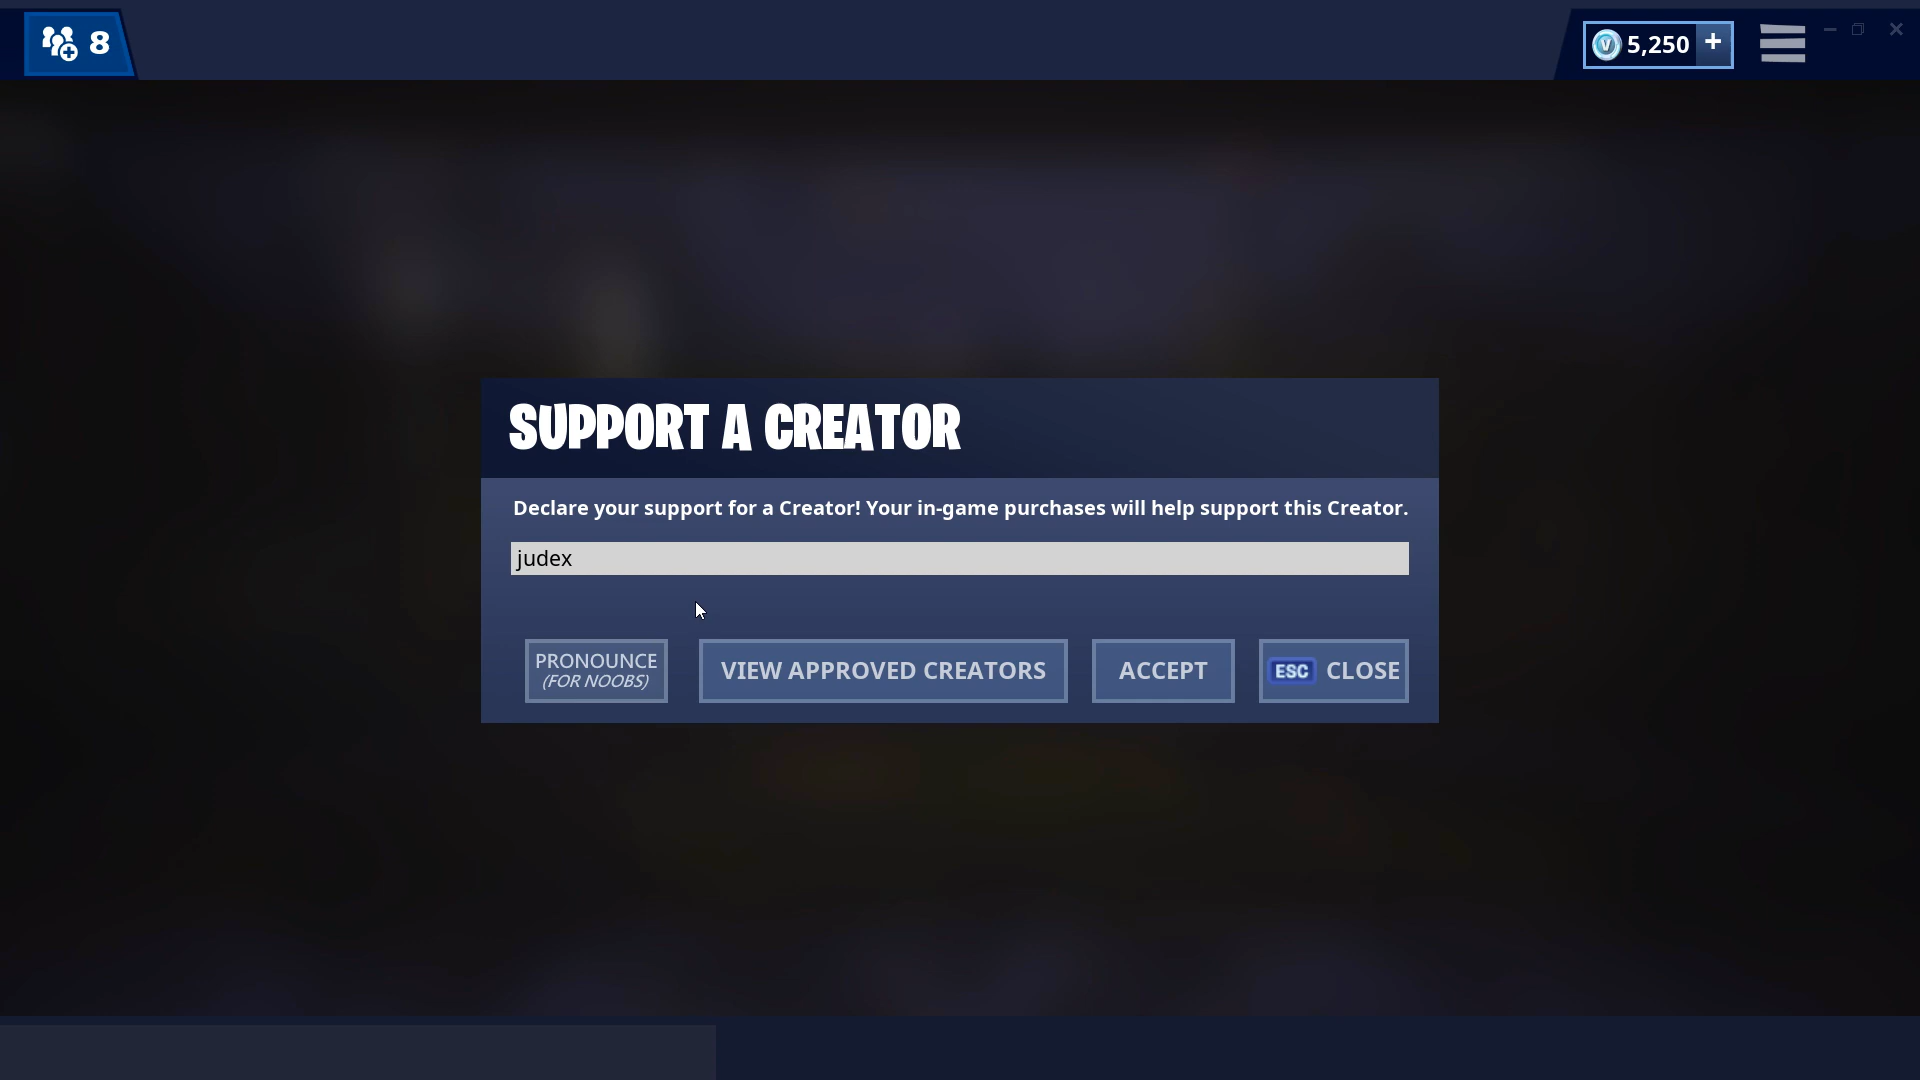 8
5,250 +
SUPPORT A CREATOR
Declare your support for a Creator! Your in-game purchases will help support this Creator.
judex
PRONOUNCE
(FOR NOOBS)
VIEW APPROVED CREATORS
ACCEPT
ESC CLOSE